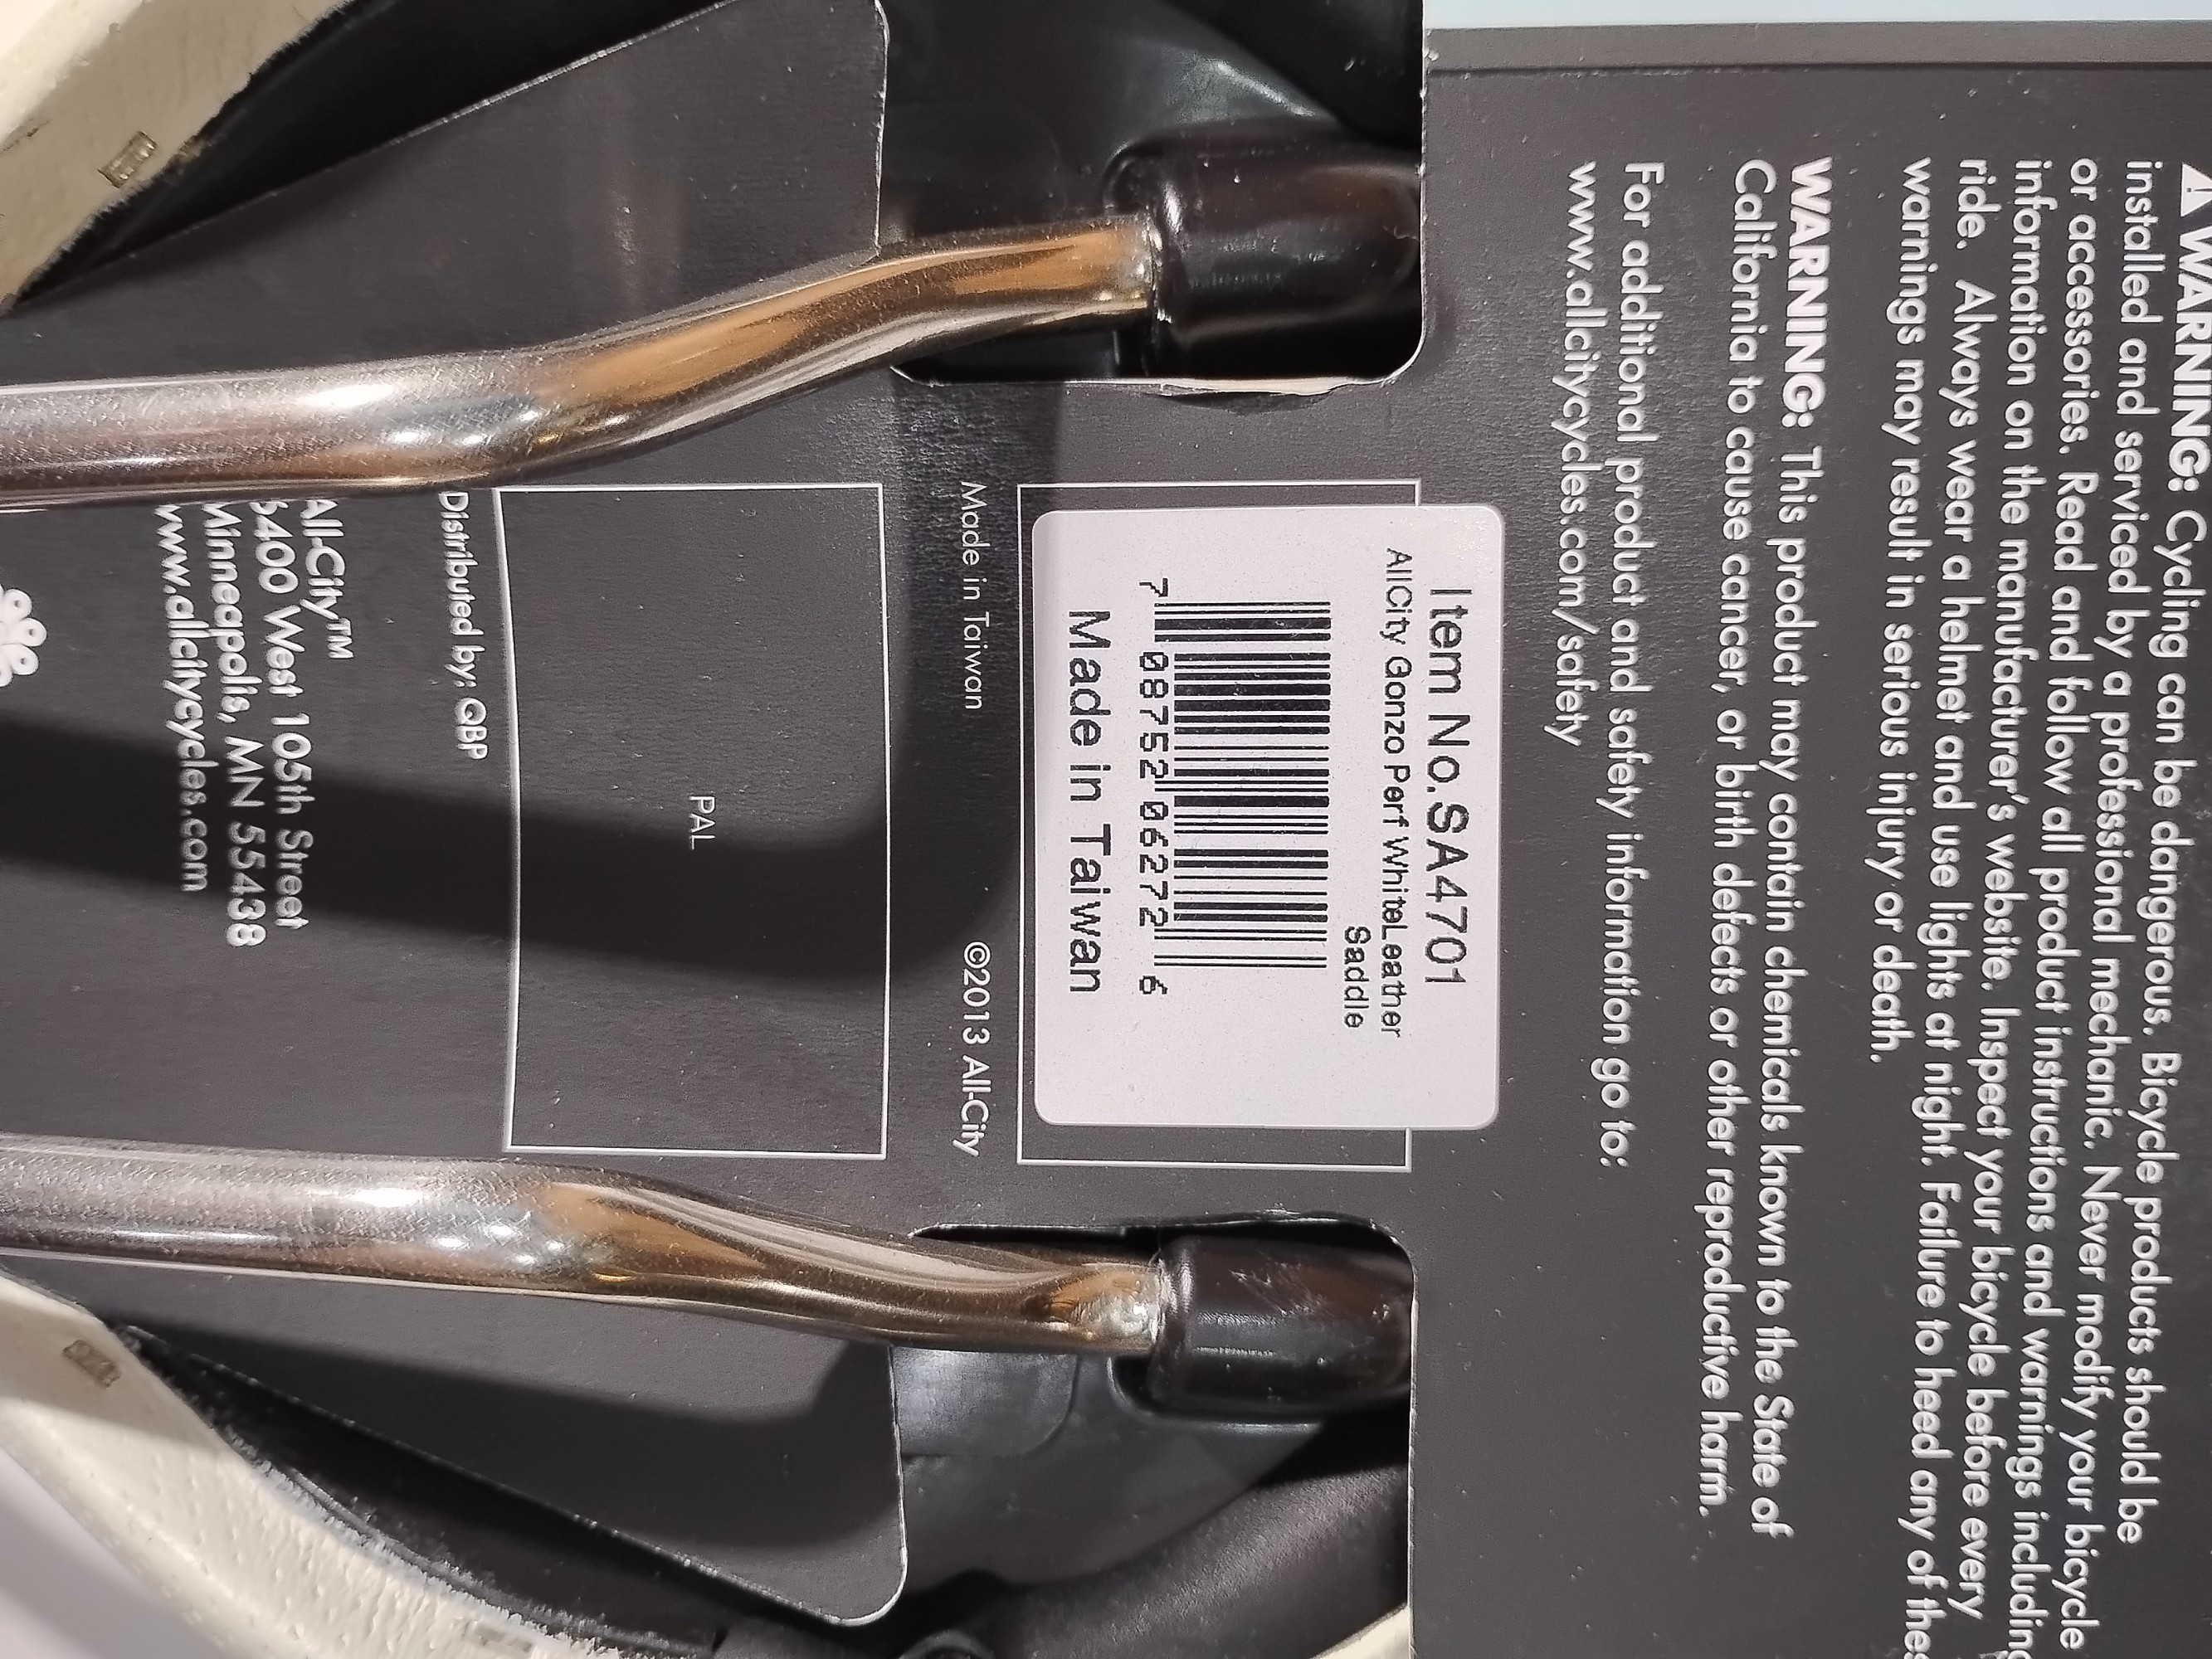 WARNING: Cycling can be dangerous. Bicycle products should be
installed and serviced by a professional mechanic. Never modify your bicycle
or accessories. Read and follow all product instructions and warnings including
information on the manufacturer's website. Inspect your bicycle before every
ride. Always wear a helmet and use lights at night. Failure to heed any of
warnings may result in serious injury or death.
WARNING: This product may contain chemicals known to the State of
California to cause cancer, or birth defects or other reproductive harm.
For additional product and safety information go to:
www.allcitycycles.com/safety
Item No.SA4701
AllCity Gonzo Perf WhiteLeather
Saddle
7 08752 06272 6
Made in Taiwan
Made in Taiwan ©2013 All-City
PAL
Distributed by: QBP
All-City™
6400 West 105th Street
Minneapolis, MN 55438
www.allcitycycles.com